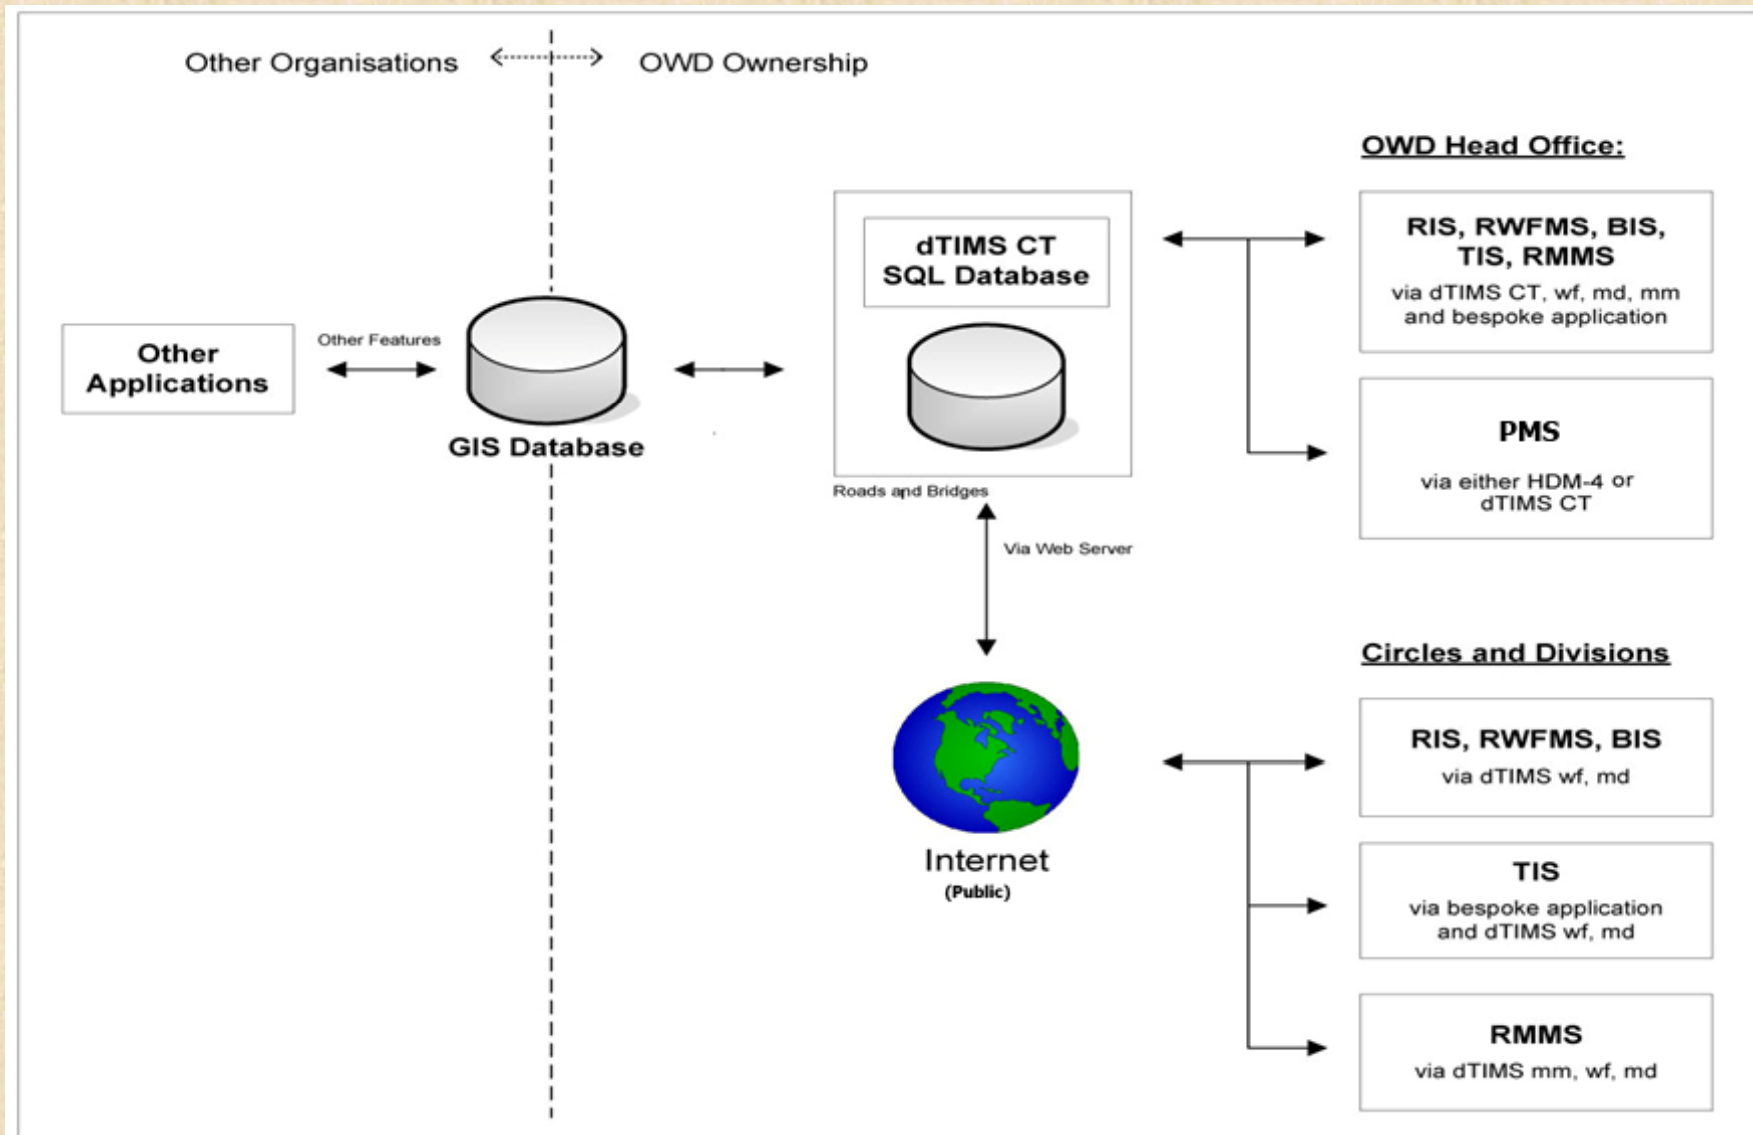 Other Organisations
OWD Ownership
OWD Head Office:
dTIMS CT
SQL Database
RIS, RWFMS, BIS,
TIS, RMMS
via dTIMS CT, wf, md, mm
and bespoke application
Other
Applications
Other Features
GIS Database
Roads and Bridges
PMS
via either HDM-4 or
dTIMS CT
Via Web Server
Circles and Divisions
Internet
(Public)
RIS, RWFMS, BIS
via dTIMS wf, md
TIS
via bespoke application
and dTIMS wf, md
RMMS
via dTIMS mm, wf, md